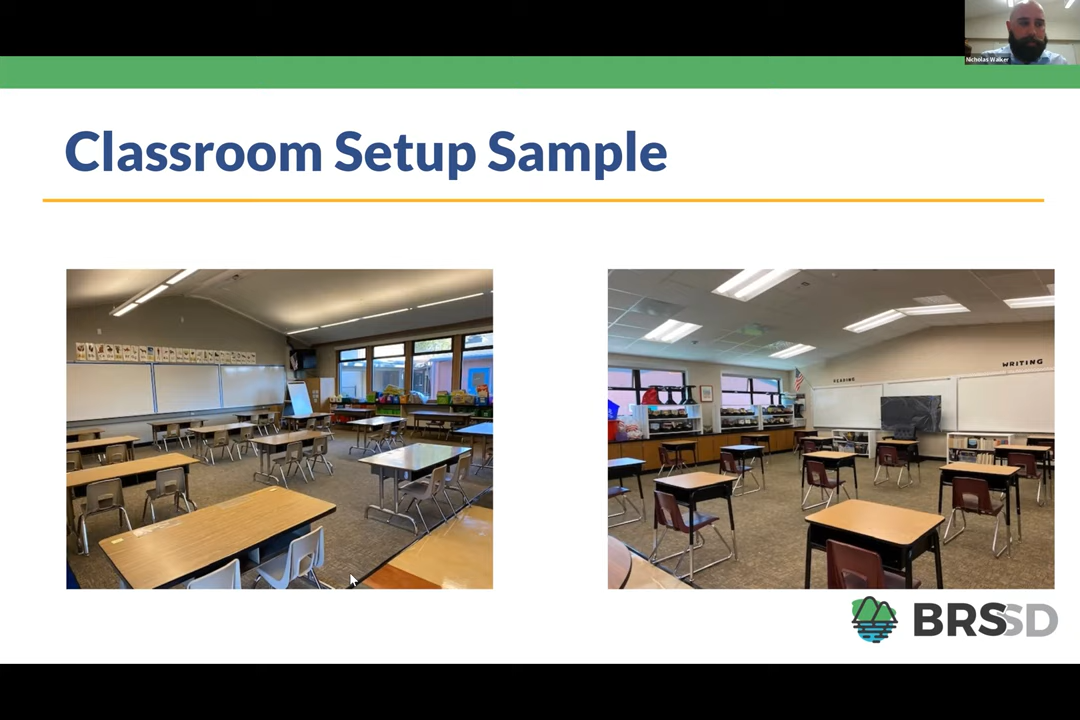 Nicholas Walker
Classroom Setup Sample
READING
WRITING
BRSSD